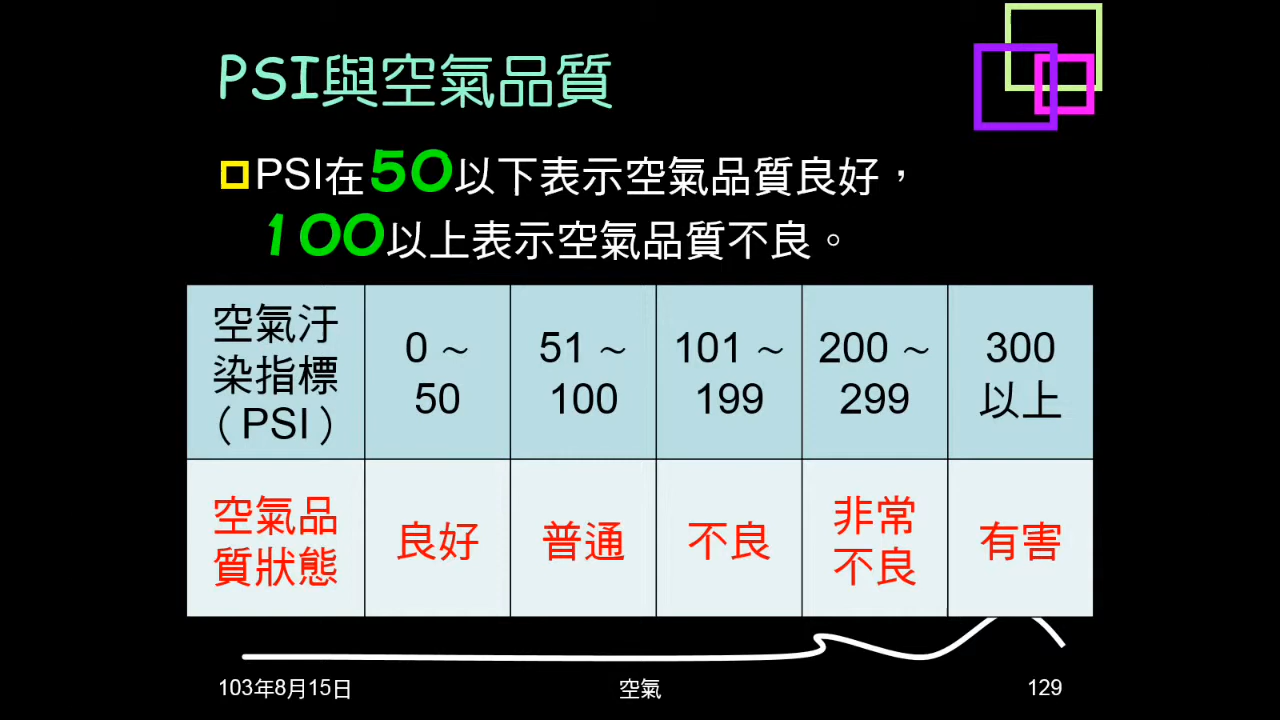 PSI與空氣品質
PSI在50以下表示空氣品質良好，
100以上表示空氣品質不良。
空氣汙
染指標
（PSI）
0～
50
51～
100
101～
199
200～
299
300
以上
空氣品
質狀態
良好
普通
不良
非常
不良
有害
103年8月15日
空氣
129